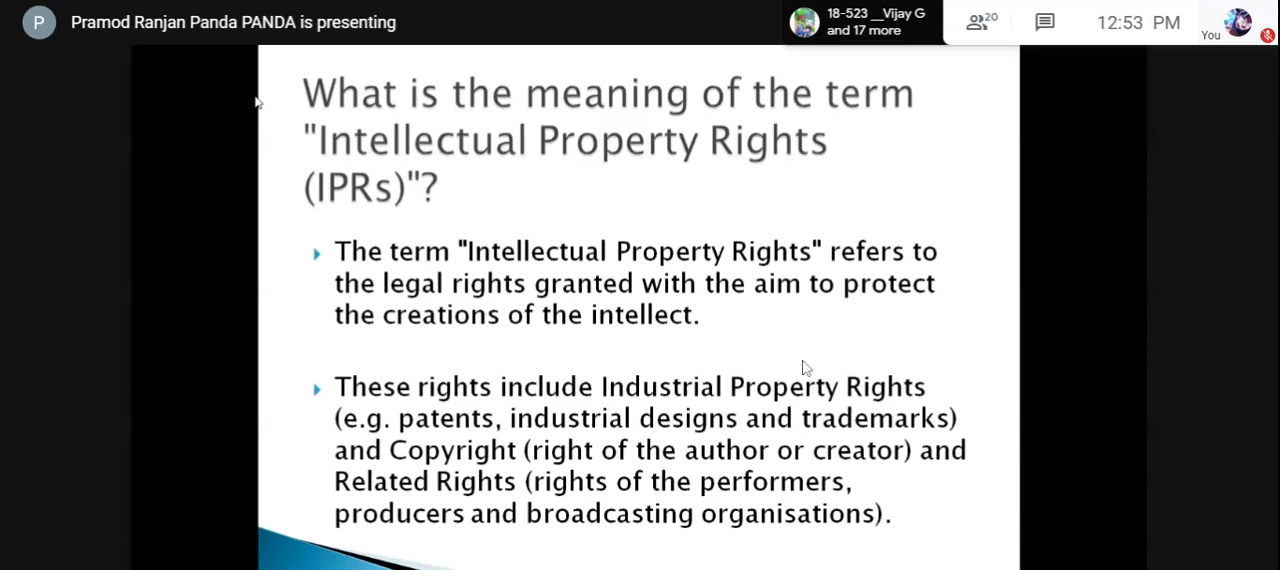 P
Pramod Ranjan Panda PANDA is presenting
18-523 __Vijay G
and 17 more
20
12:53 PM
You
What is the meaning of the term
"Intellectual Property Rights
(IPRs)"?
The term "Intellectual Property Rights" refers to
the legal rights granted with the aim to protect
the creations of the intellect.
These rights include Industrial Property Rights
(e.g. patents, industrial designs and trademarks)
and Copyright (right of the author or creator) and
Related Rights (rights of the performers,
producers and broadcasting organisations).